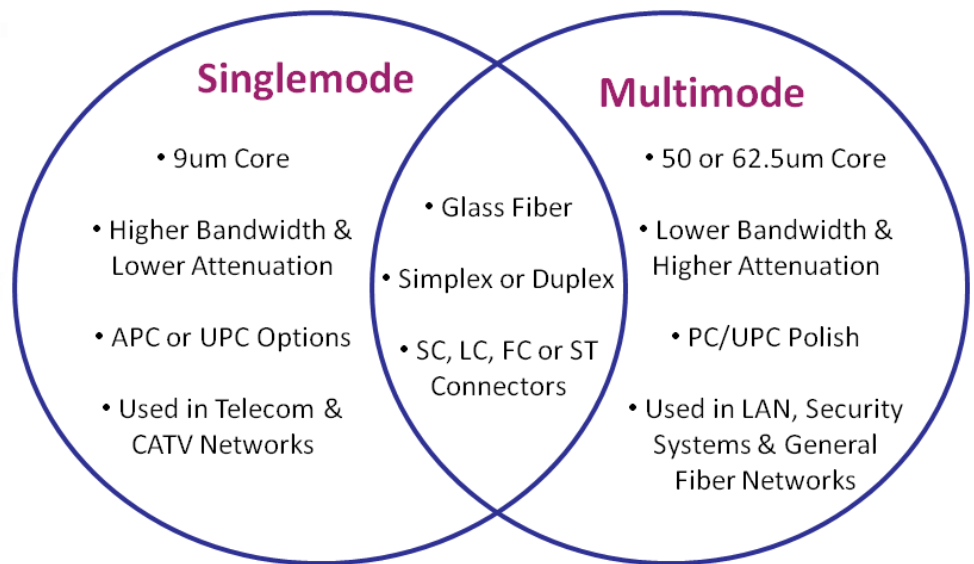 Singlemode
• 9um Core
• Higher Bandwidth &
Lower Attenuation
• APC or UPC Options
• Used in Telecom &
CATV Networks
• Glass Fiber
• Simplex or Duplex
• SC, LC, FC or ST
Connectors
Multimode
• 50 or 62.5um Core
• Lower Bandwidth &
Higher Attenuation
• PC/UPC Polish
• Used in LAN, Security
Systems & General
Fiber Networks